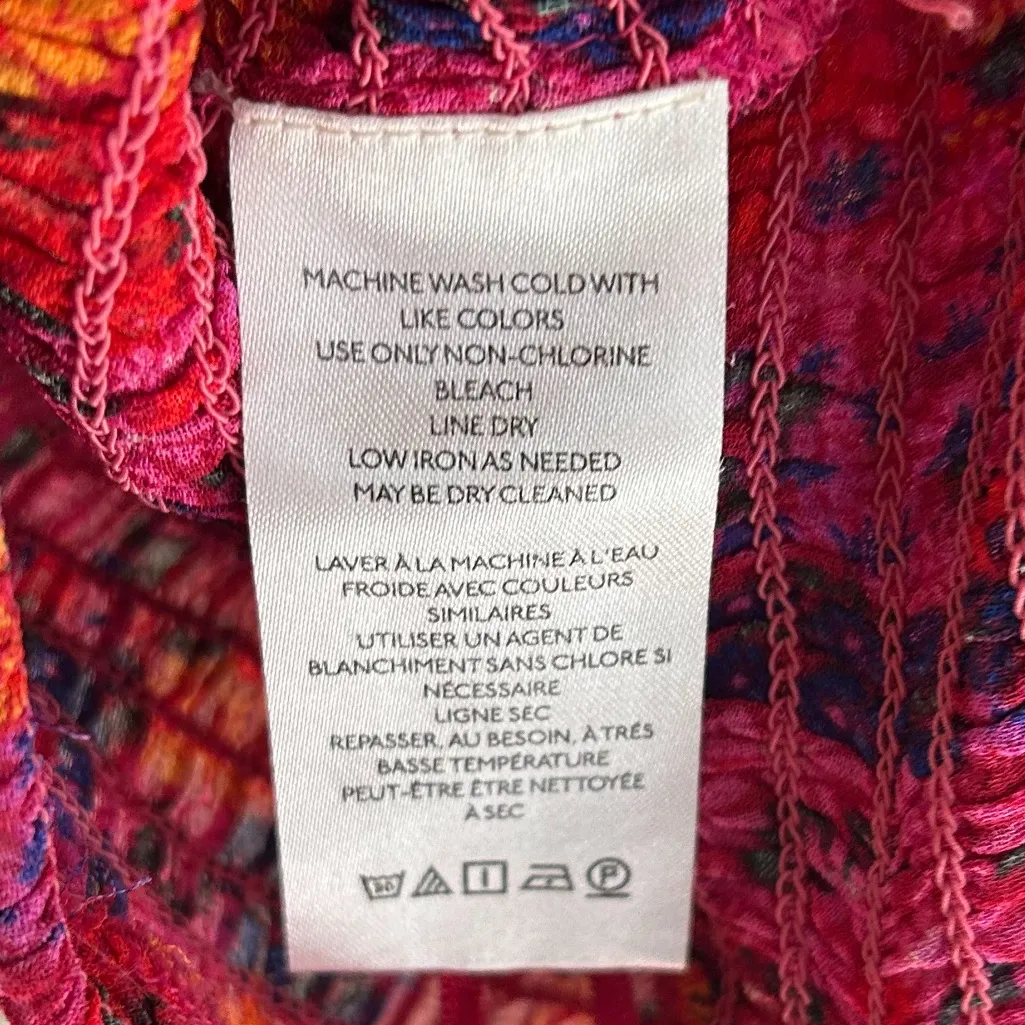 MACHINE WASH COLD WITH
LIKE COLORS
USE ONLY NON-CHLORINE
BLEACH
LINE DRY
LOW IRON AS NEEDED
MAY BE DRY CLEANED
LAVER À LA MACHINE À L'EAU
FROIDE AVEC COULEURS
SIMILAIRES
UTILISER UN AGENT DE
BLANCHIMENT SANS CHLORE SI
NÉCESSAIRE
LIGNE SEC
REPASSER, AU BESOIN, À TRÉS
BASSE TEMPÉRATURE
PEUT-ÊTRE ÊTRE NETTOYÉE
À SEC
30 P